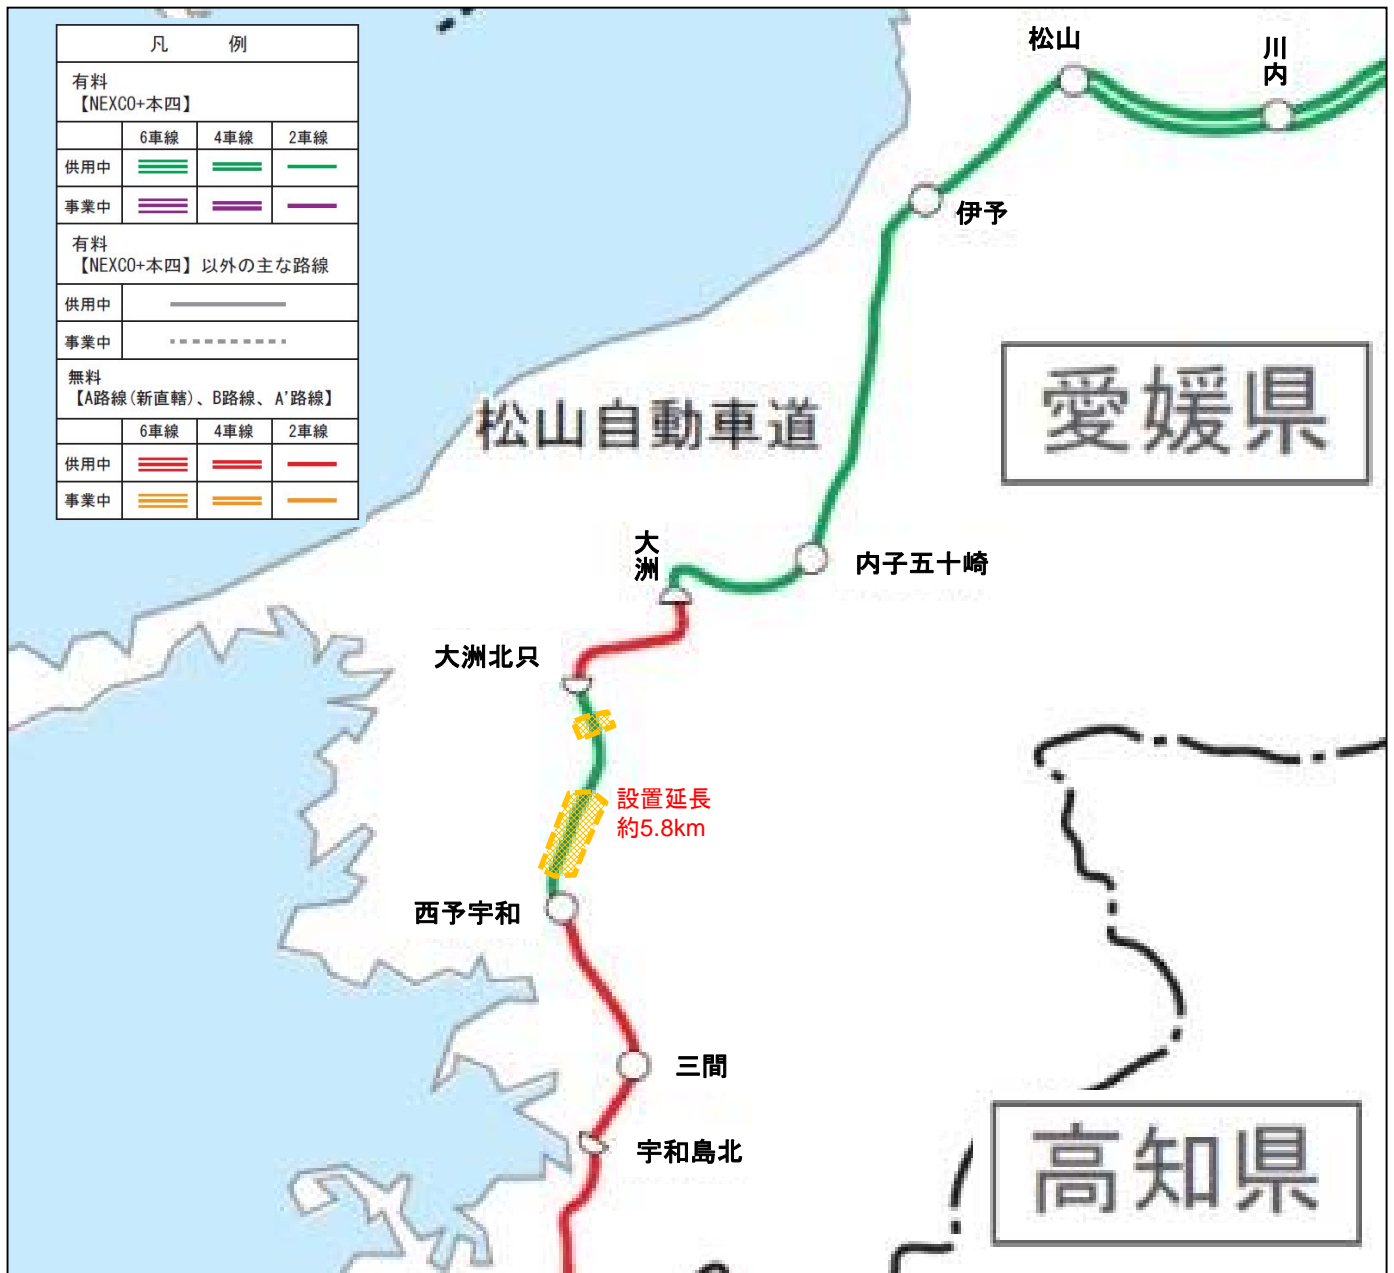 凡 例
有料
【NEXCO+本四】
6車線 4車線 2車線
供用中
事業中
有料
【NEXCO+本四】以外の主な路線
供用中
事業中
無料
【A路線(新直轄)、B路線、A'路線】
6車線 4車線 2車線
供用中
事業中
松山
川内
伊予
愛媛県
松山自動車道
大洲
内子五十崎
大洲北只
設置延長
約5.8km
西予宇和
三間
宇和島北
高知県